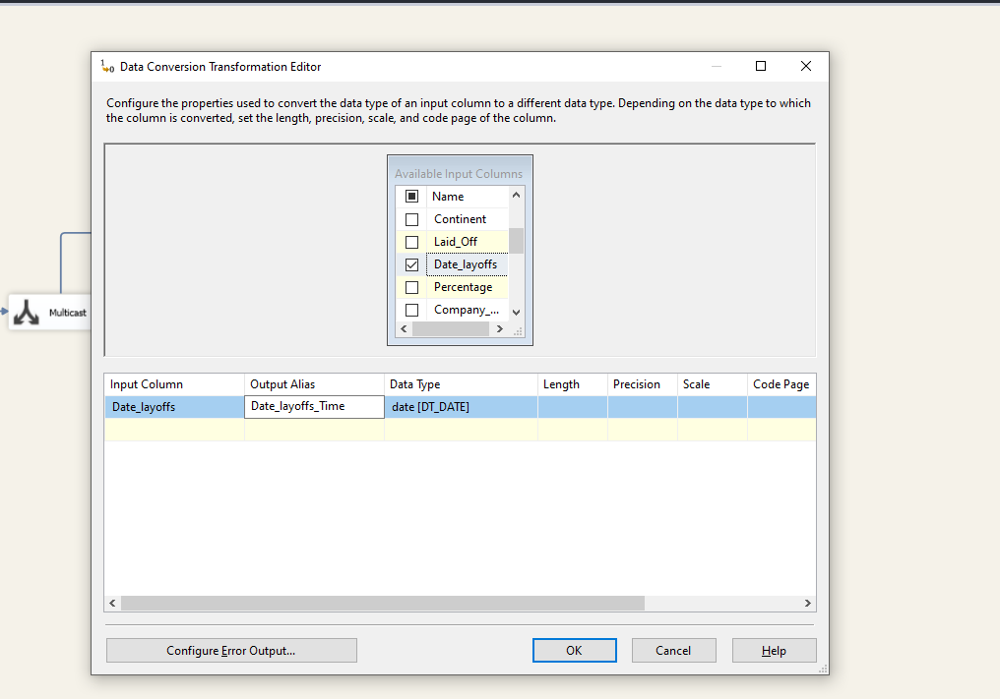 Data Conversion Transformation Editor
Configure the properties used to convert the data type of an input column to a different data type. Depending on the data type to which
the column is converted, set the length, precision, scale, and code page of the column.
Available Input Columns
Name
Continent
Laid_Off
Date_layoffs
Percentage
Company_...
Multicast
Input Column Output Alias Data Type Length Precision Scale Code Page
Date_layoffs Date_layoffs_Time date [DT_DATE]
Configure Error Output... OK Cancel Help